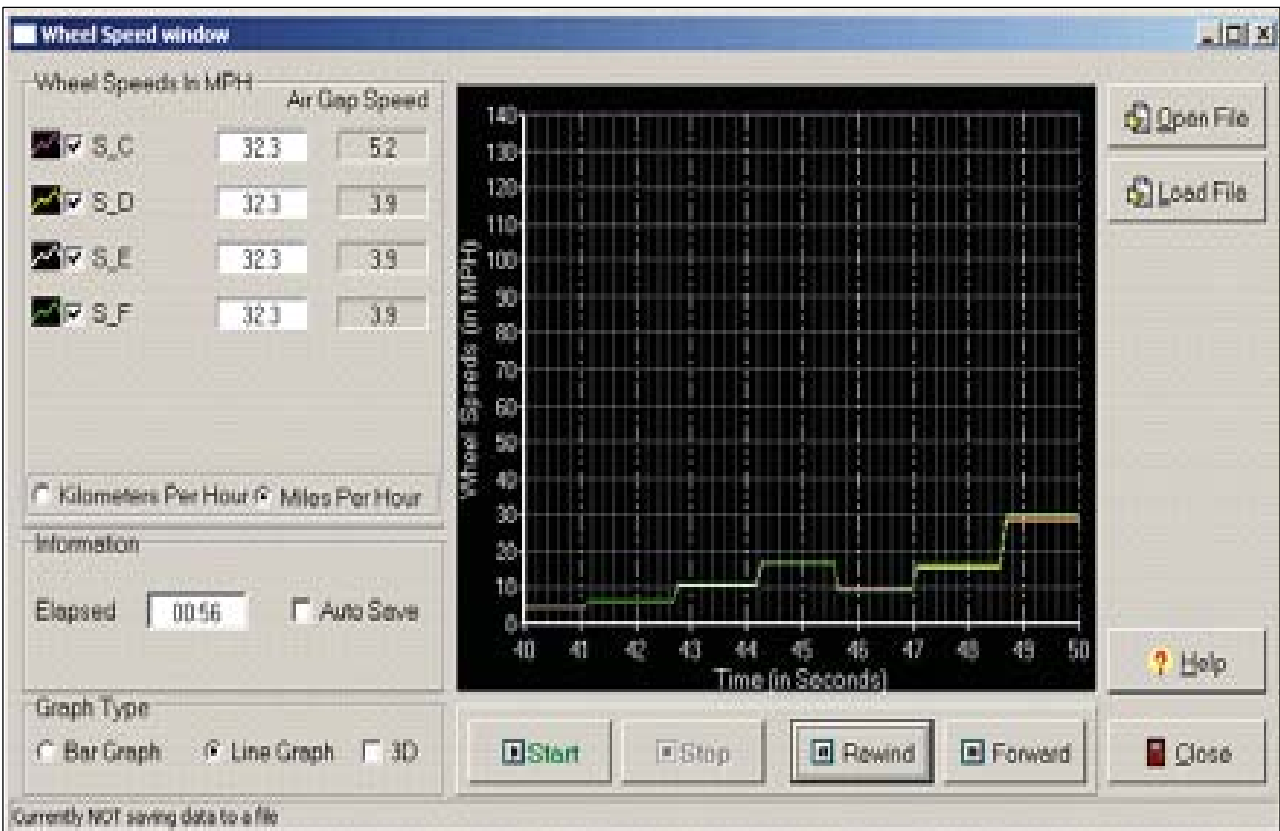 Wheel Speed window
Wheel Speeds In MPH
Air Gap Speed
S_C 32.3 5.2
S_D 32.3 3.9
S_E 32.3 3.9
S_F 32.3 3.9
Kilometers Per Hour Miles Per Hour
Information
Elapsed 00:56 Auto Save
Graph Type
Bar Graph Line Graph 3D
Currently NOT saving data to a file
Wheel Speeds (in MPH)
140
130
120
110
100
90
80
70
60
50
40
30
20
10
0
40 41 42 43 44 45 46 47 48 49 50
Time (in Seconds)
Start Stop Rewind Forward
Open File
Load File
Help
Close